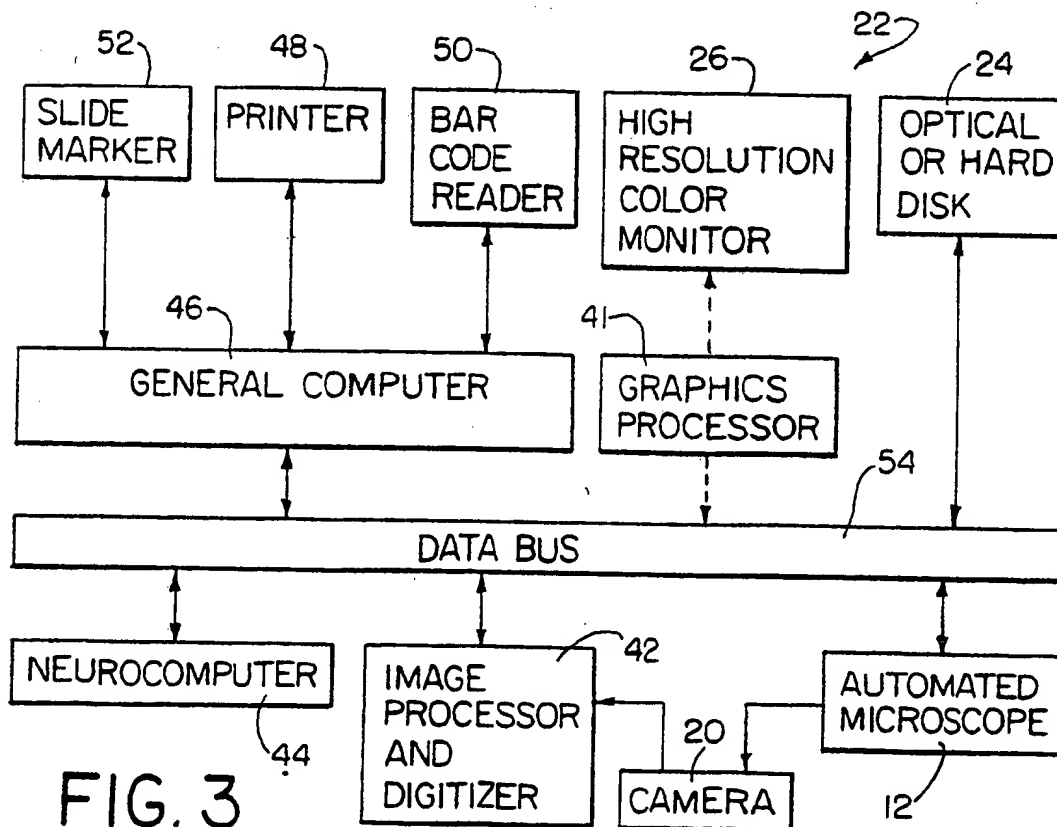 52
48
50
26
22
24
SLIDE
MARKER
PRINTER
BAR
CODE
READER
HIGH
RESOLUTION
COLOR
MONITOR
OPTICAL
OR HARD
DISK
46
41
GENERAL COMPUTER
GRAPHICS
PROCESSOR
54
DATA BUS
NEUROCOMPUTER
44
IMAGE
PROCESSOR
AND
DIGITIZER
42
AUTOMATED
MICROSCOPE
12
20
CAMERA
FIG. 3